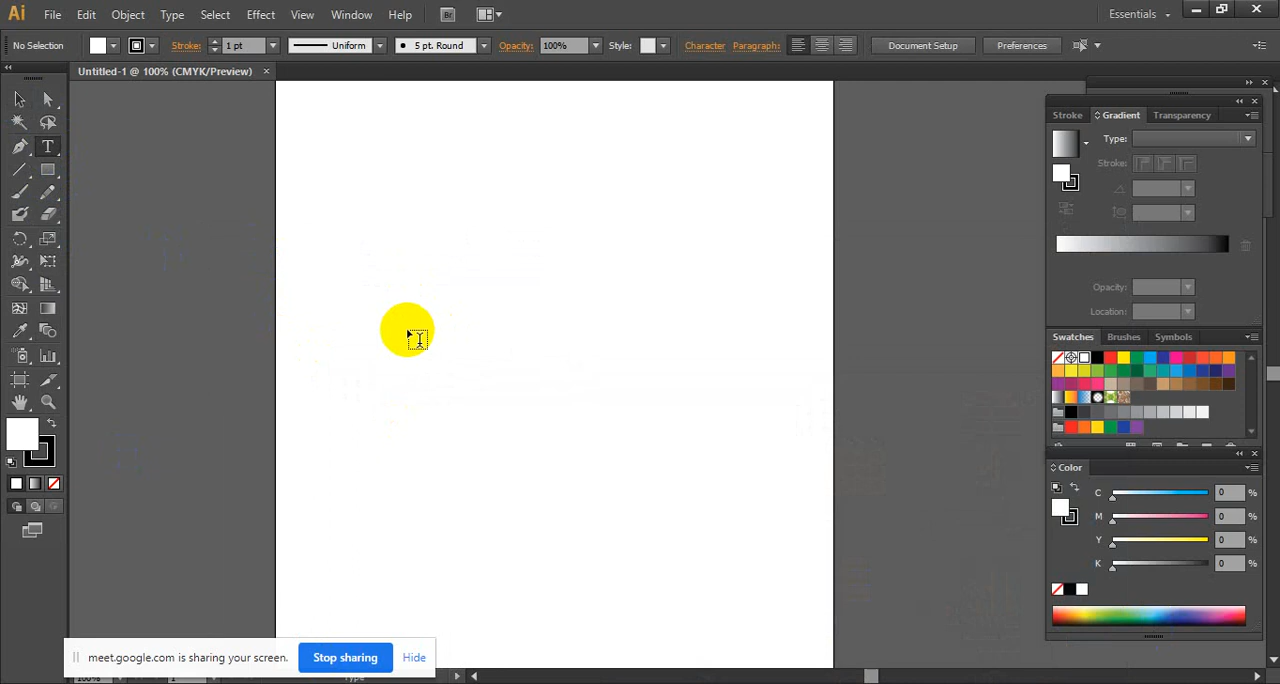 Ai File Edit Object Type Select Effect View Window Help Br Essentials
No Selection Stroke: 1 pt Uniform 5 pt. Round Opacity: 100% Style: Character Paragraph: Document Setup Preferences
Untitled-1 @ 100% (CMYK/Preview) ×
Stroke Gradient Transparency
Type:
Stroke:
Opacity:
Location:
Swatches Brushes Symbols
Color
C 0 %
M 0 %
Y 0 %
K 0 %
meet.google.com is sharing your screen. Stop sharing Hide